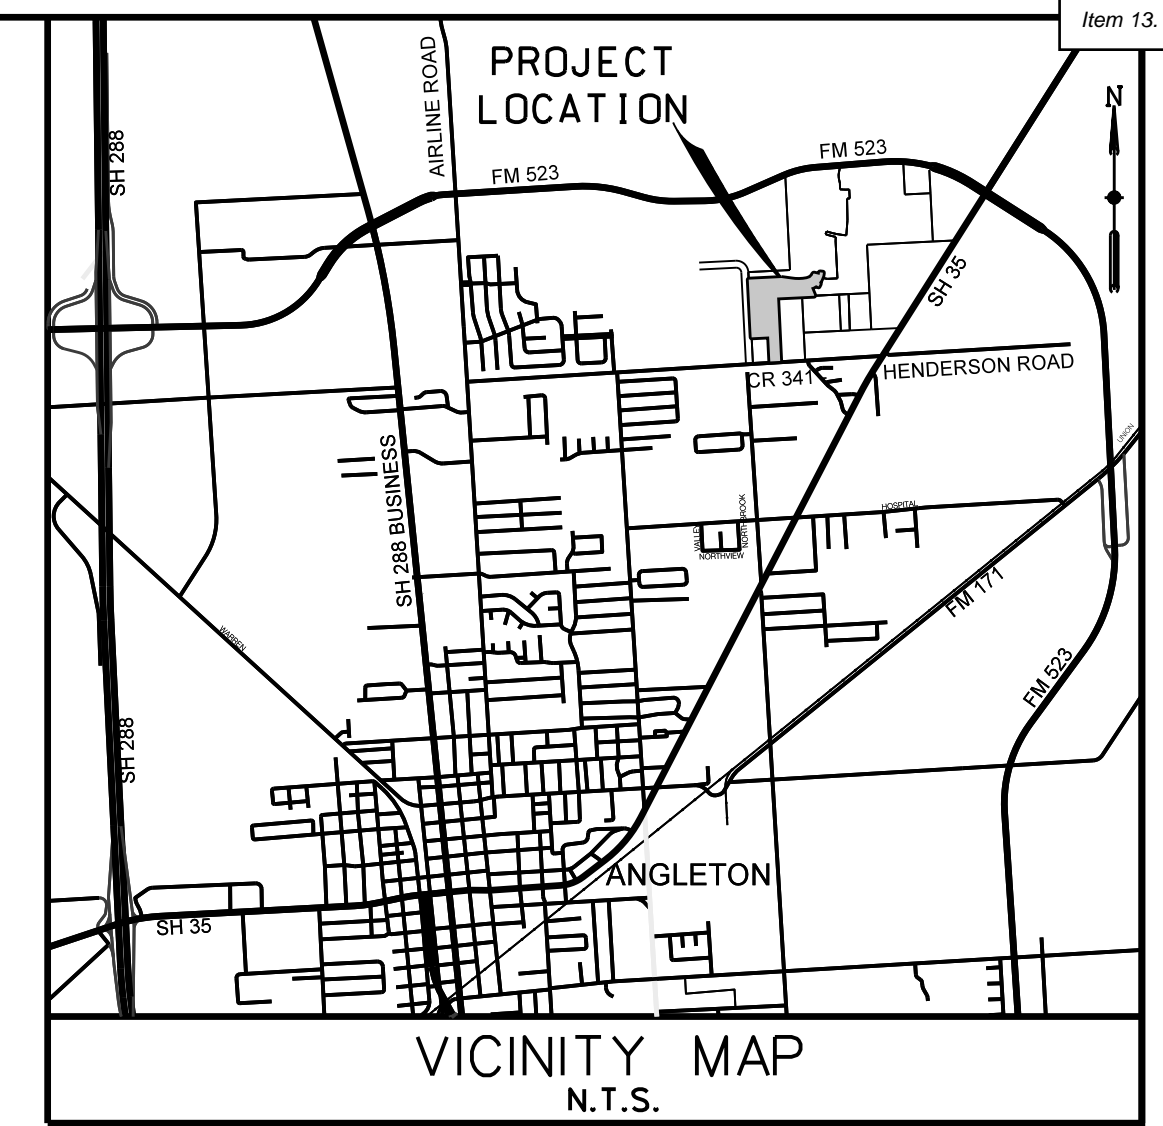 Item 13.
PROJECT
LOCATION
N
AIRLINE ROAD
SH 288
FM 523
FM 523
SH 35
CR 341
HENDERSON ROAD
UNION
SH 288 BUSINESS
VALLEY
NORTHBROOK
NORTHVIEW
HOSPITAL
FM 171
WARREN
FM 523
SH 288
ANGLETON
SH 35
VICINITY MAP
N.T.S.